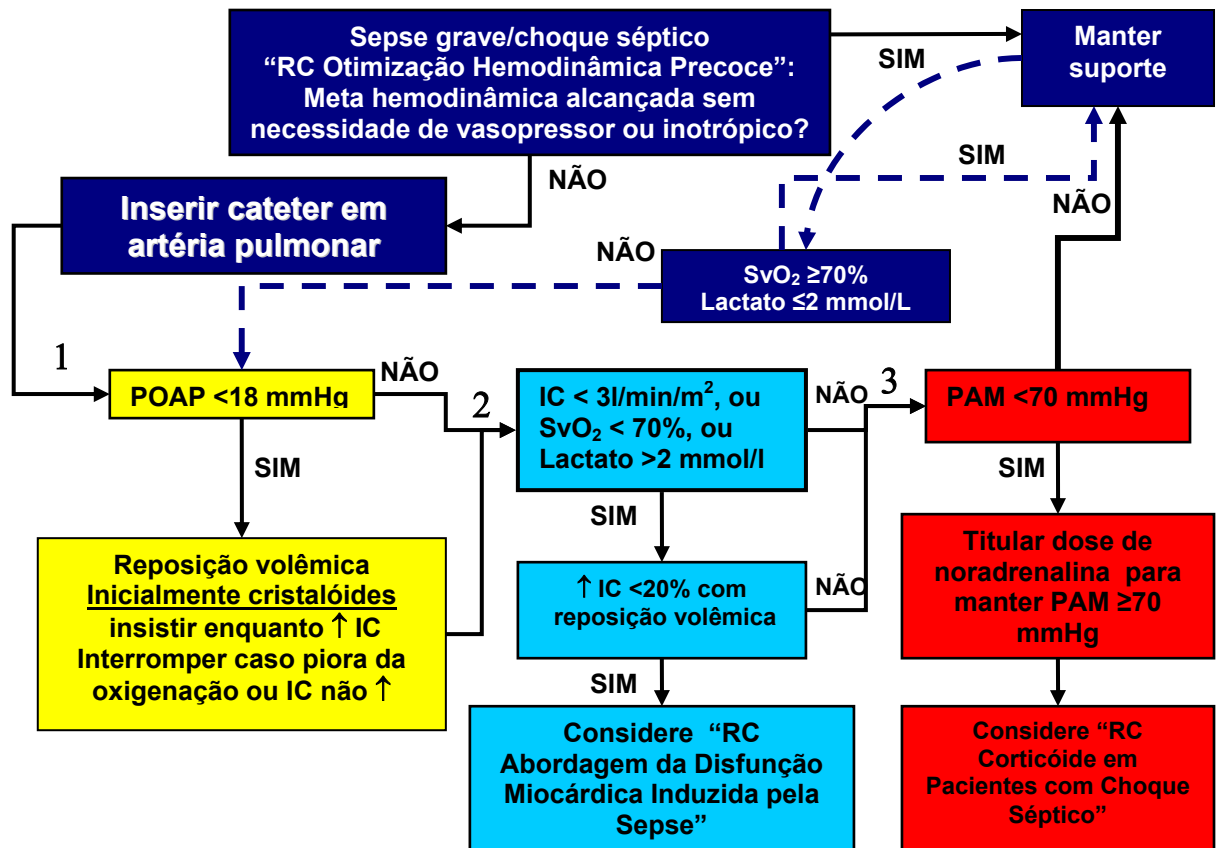 Sepse grave/choque séptico
“RC Otimização Hemodinâmica Precoce”:
Meta hemodinâmica alcançada sem
necessidade de vasopressor ou inotrópico?
SIM
Manter
suporte
NÃO
SIM
NÃO
Inserir cateter em
artéria pulmonar
NÃO
SvO₂ ≥70%
Lactato ≤2 mmol/L
1
POAP <18 mmHg
NÃO
2
IC < 3l/min/m², ou
SvO₂ < 70%, ou
Lactato >2 mmol/l
NÃO
3
PAM <70 mmHg
SIM
SIM
SIM
Reposição volêmica
Inicialmente cristalóides
insistir enquanto ↑ IC
Interromper caso piora da
oxigenação ou IC não ↑
↑ IC <20% com
reposição volêmica
NÃO
Titular dose de
noradrenalina para
manter PAM ≥70
mmHg
SIM
Considere “RC
Abordagem da Disfunção
Miocárdica Induzida pela
Sepse”
Considere “RC
Corticóide em
Pacientes com Choque
Séptico”